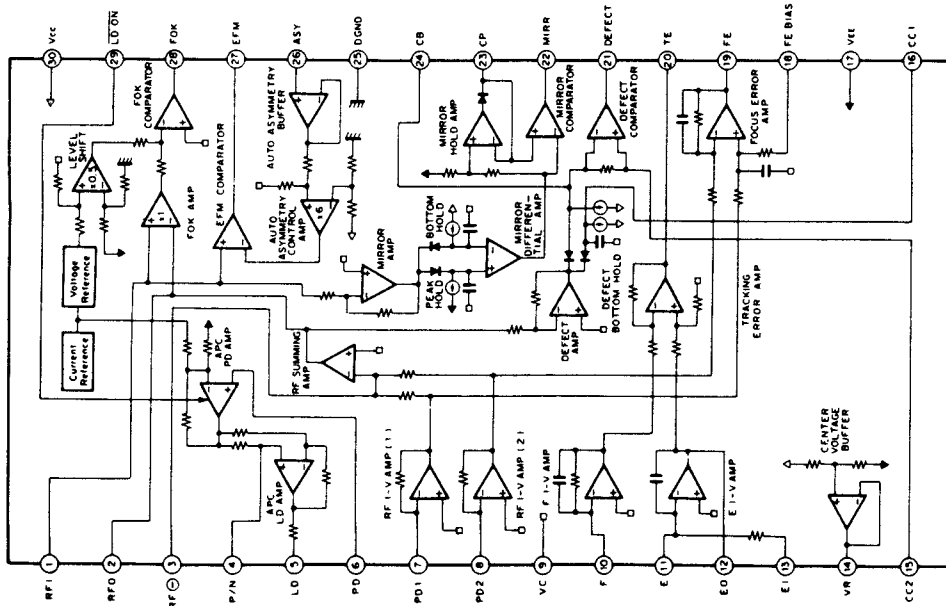 Vcc
LD ON
FOK
EFM
ASY
DGND
CB
CP
MIRR
DEFECT
TE
FE
FE BIAS
VEE
CC1
30
29
28
27
26
25
24
23
22
21
20
19
18
17
16
LEVEL SHIFT
×0.5
FOK COMPARATOR
Voltage Reference
Current Reference
×1
FOK AMP
EFM COMPARATOR
AUTO ASYMMETRY BUFFER
AUTO ASYMMETRY CONTROL AMP
×6
MIRROR AMP
BOTTOM HOLD
PEAK HOLD
MIRROR HOLD AMP
MIRROR COMPARATOR
MIRROR DIFFERENTIAL AMP
DEFECT COMPARATOR
DEFECT AMP
DEFECT BOTTOM HOLD
FOCUS ERROR AMP
TRACKING ERROR AMP
APC PD AMP
APC LD AMP
RF SUMMING AMP
RF I-V AMP (1)
RF I-V AMP (2)
F I-V AMP
E I-V AMP
CENTER VOLTAGE BUFFER
1
2
3
4
5
6
7
8
9
10
11
12
13
14
15
RFI
RFO
RF⊖
P/N
LD
PD
PD1
PD2
VC
F
E
EO
EI
VR
CC2